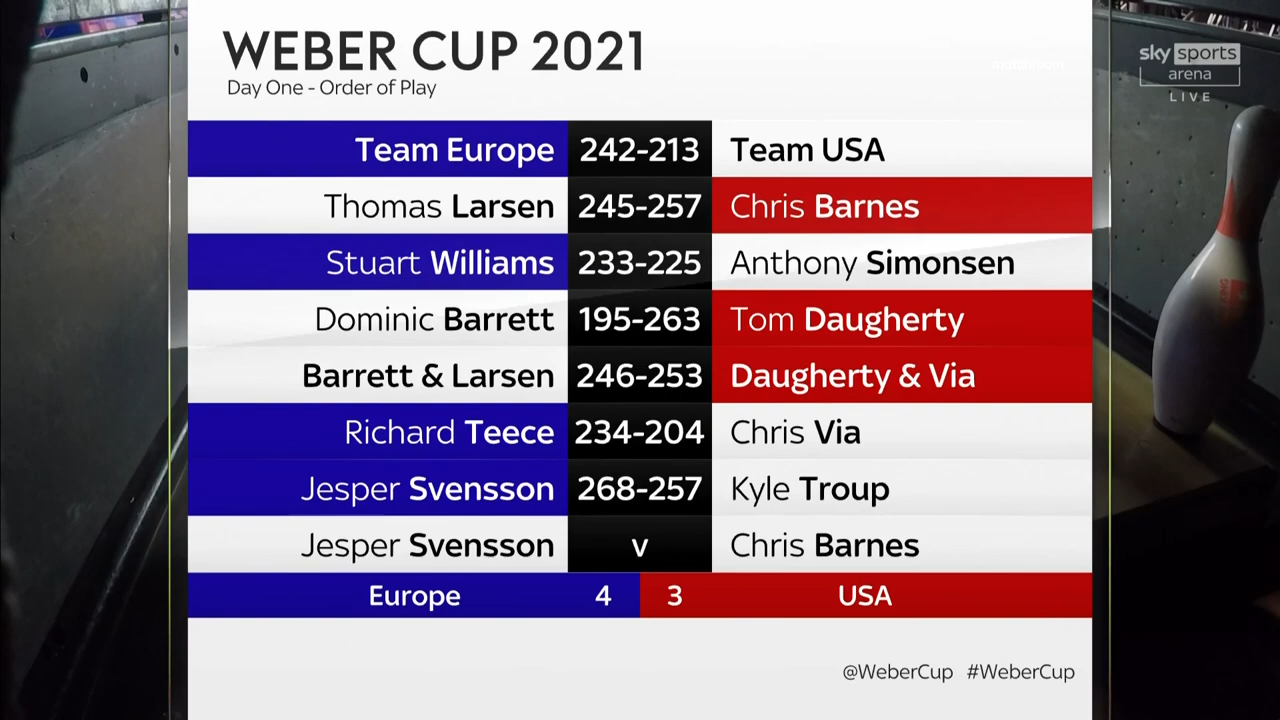 WEBER CUP 2021
Day One - Order of Play
sky sports
arena
LIVE
Team Europe 242-213 Team USA
Thomas Larsen 245-257 Chris Barnes
Stuart Williams 233-225 Anthony Simonsen
Dominic Barrett 195-263 Tom Daugherty
Barrett & Larsen 246-253 Daugherty & Via
Richard Teece 234-204 Chris Via
Jesper Svensson 268-257 Kyle Troup
Jesper Svensson v Chris Barnes
Europe 4 3 USA
@WeberCup #WeberCup